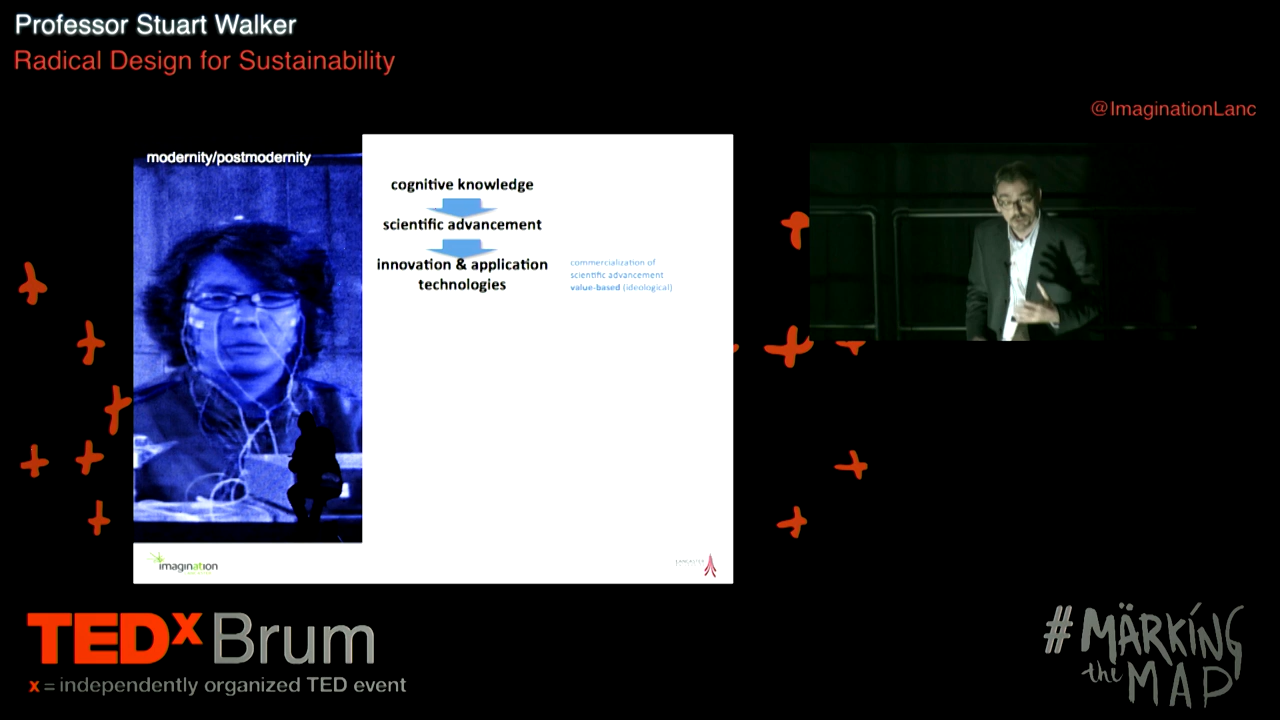 Professor Stuart Walker
Radical Design for Sustainability
@ImaginationLanc
modernity/postmodernity
cognitive knowledge
scientific advancement
innovation & application
technologies
commercialization of
scientific advancement
value-based (ideological)
imagination
TEDx Brum
x = independently organized TED event
#MÄRKÍNG
the MAP